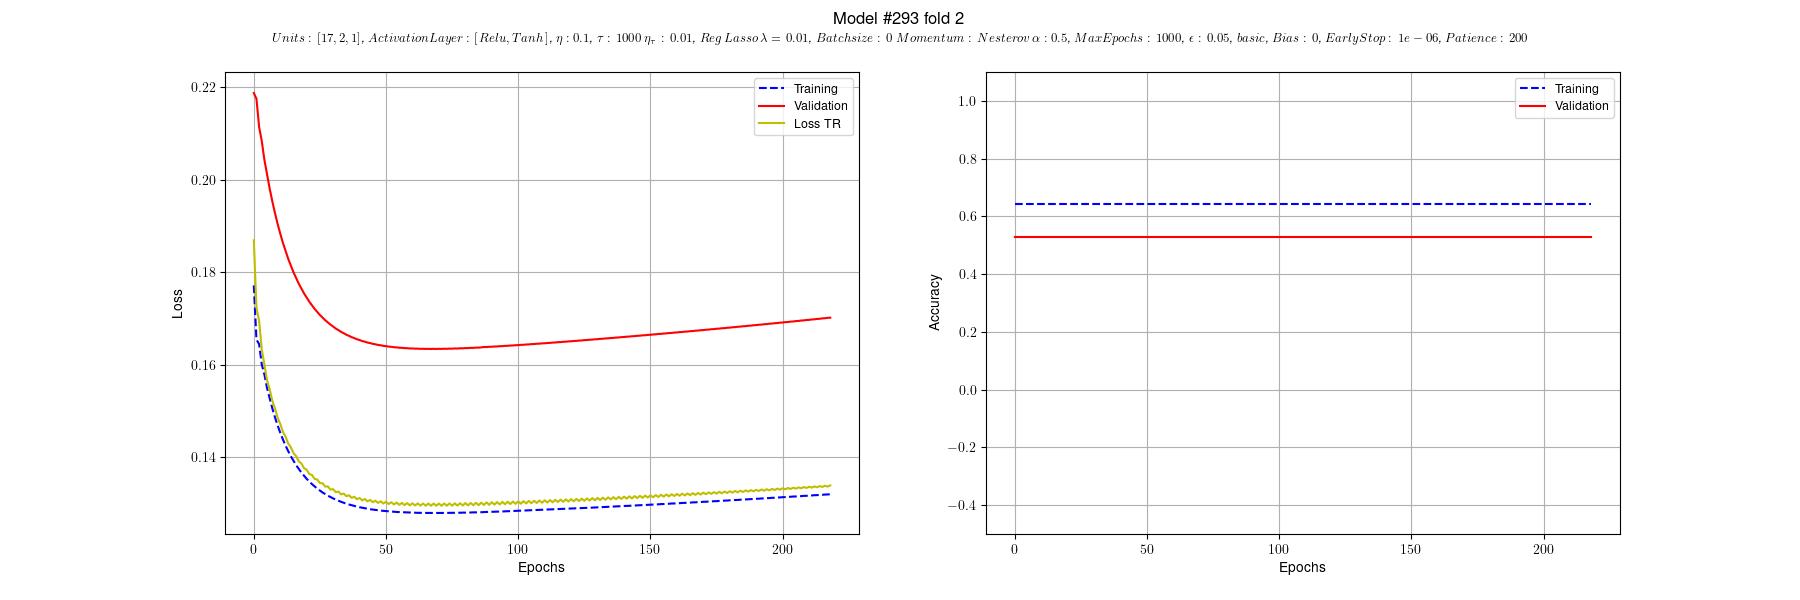 Model #293 fold 2
Units : [17, 2, 1], ActivationLayer : [Relu, Tanh], η : 0.1, τ : 1000 ητ : 0.01, Reg Lasso λ = 0.01, Batchsize : 0 Momentum : Nesterov α : 0.5, MaxEpochs : 1000, ϵ : 0.05, basic, Bias : 0, EarlyStop : 1e − 06, Patience : 200
0.22
0.20
0.18
0.16
0.14
Loss
Training
Validation
Loss TR
0 50 100 150 200
Epochs
1.0
0.8
0.6
0.4
0.2
0.0
−0.2
−0.4
Accuracy
Training
Validation
0 50 100 150 200
Epochs